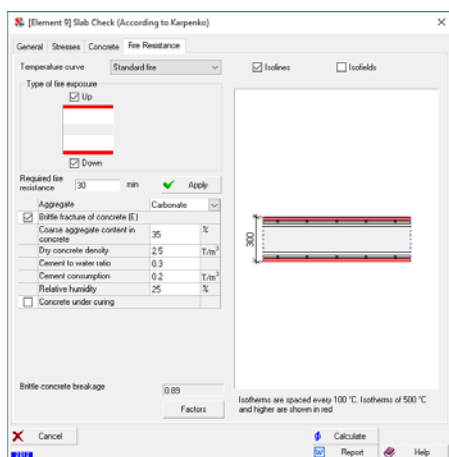 [Element 9] Slab Check (According to Karpenko)
General Stresses Concrete Fire Resistance
Temperature curve Standard fire
Isolines Isofields
Type of fire exposure
Up
Down
Required fire resistance 30 min Apply
Aggregate Carbonate
Brittle fracture of concrete (E)
Coarse aggregate content in concrete 35 %
Dry concrete density 2.5 T/m³
Cement to water ratio 0.3
Cement consumption 0.2 T/m³
Relative humidity 25 %
Concrete under curing
300
Brittle concrete breakage 0.89
Factors
Isotherms are spaced every 100 °C. Isotherms of 500 °C
and higher are shown in red
Cancel Calculate
Report Help